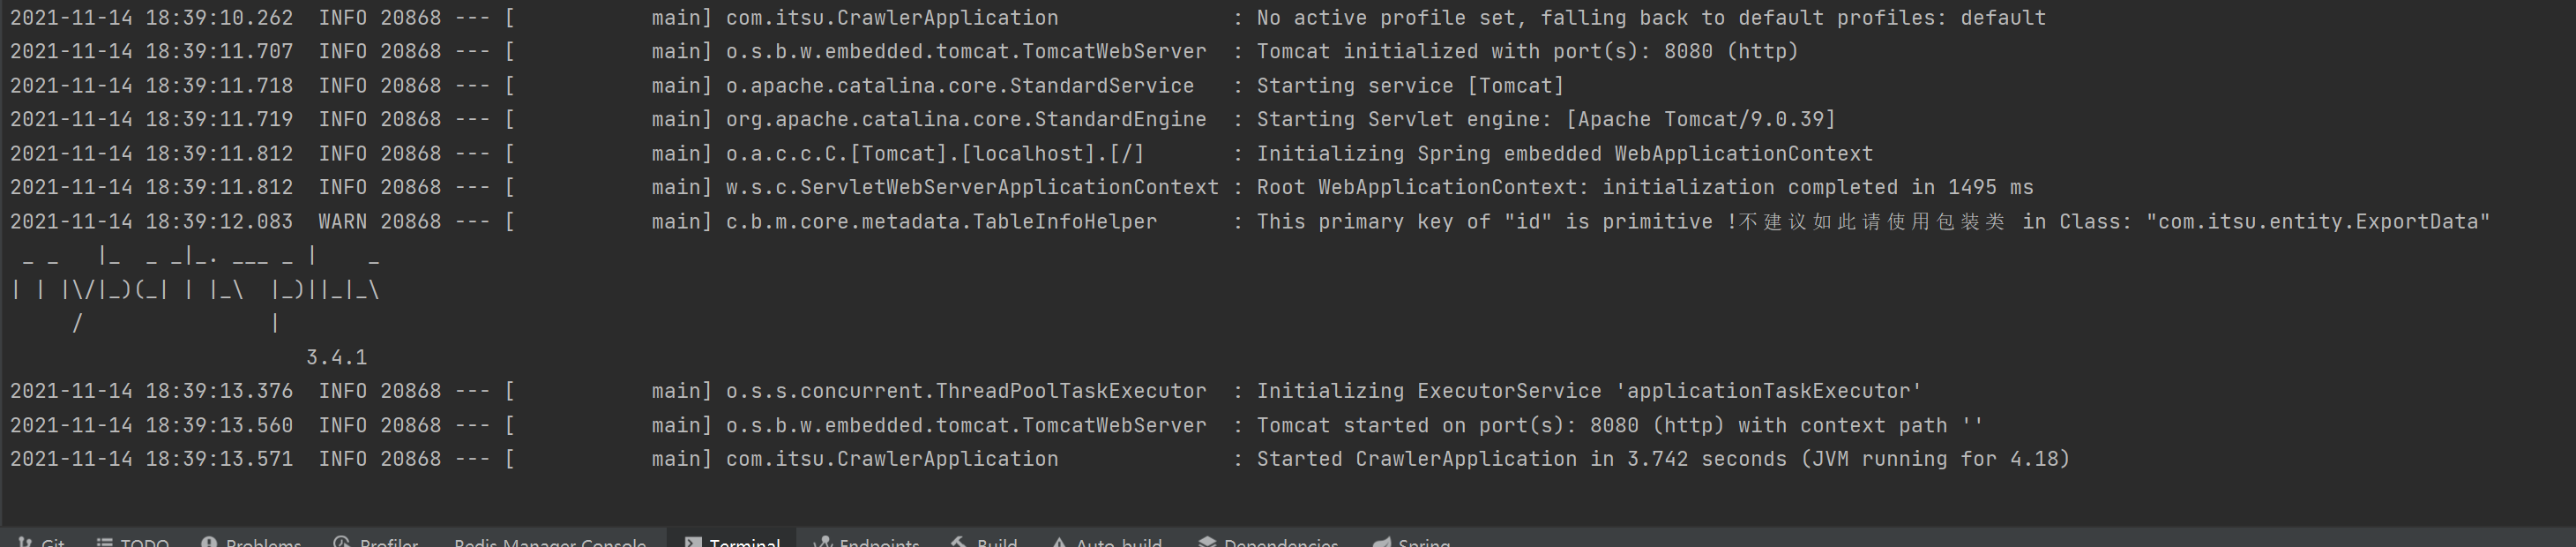 2021-11-14 18:39:10.262  INFO 20868 --- [           main] com.itsu.CrawlerApplication              : No active profile set, falling back to default profiles: default
2021-11-14 18:39:11.707  INFO 20868 --- [           main] o.s.b.w.embedded.tomcat.TomcatWebServer  : Tomcat initialized with port(s): 8080 (http)
2021-11-14 18:39:11.718  INFO 20868 --- [           main] o.apache.catalina.core.StandardService   : Starting service [Tomcat]
2021-11-14 18:39:11.719  INFO 20868 --- [           main] org.apache.catalina.core.StandardEngine  : Starting Servlet engine: [Apache Tomcat/9.0.39]
2021-11-14 18:39:11.812  INFO 20868 --- [           main] o.a.c.c.C.[Tomcat].[localhost].[/]       : Initializing Spring embedded WebApplicationContext
2021-11-14 18:39:11.812  INFO 20868 --- [           main] w.s.c.ServletWebServerApplicationContext : Root WebApplicationContext: initialization completed in 1495 ms
2021-11-14 18:39:12.083  WARN 20868 --- [           main] c.b.m.core.metadata.TableInfoHelper      : This primary key of "id" is primitive !不建议如此请使用包装类 in Class: "com.itsu.entity.ExportData"
 _ _   |_  _ _|_. ___ _ |    _
| | |\/|_)(_| | |_\  |_)||_|_\
     /               |
                        3.4.1
2021-11-14 18:39:13.376  INFO 20868 --- [           main] o.s.s.concurrent.ThreadPoolTaskExecutor  : Initializing ExecutorService 'applicationTaskExecutor'
2021-11-14 18:39:13.560  INFO 20868 --- [           main] o.s.b.w.embedded.tomcat.TomcatWebServer  : Tomcat started on port(s): 8080 (http) with context path ''
2021-11-14 18:39:13.571  INFO 20868 --- [           main] com.itsu.CrawlerApplication              : Started CrawlerApplication in 3.742 seconds (JVM running for 4.18)
Git TODO Problems Profiler Redis Manager Console Terminal Endpoints Build Auto-build Dependencies Spring